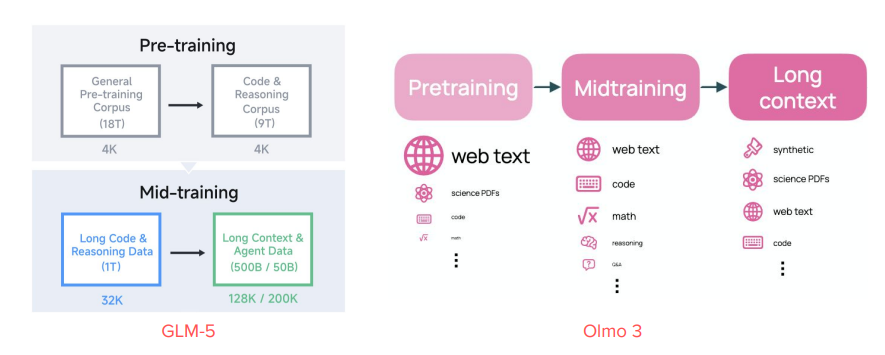 Pre-training
General
Pre-training
Corpus
(18T)
4K
Code &
Reasoning
Corpus
(9T)
4K
Mid-training
Long Code &
Reasoning Data
(1T)
32K
Long Context &
Agent Data
(500B / 50B)
128K / 200K
GLM-5
Pretraining
web text
science PDFs
code
√x
math
Midtraining
web text
code
√x
math
reasoning
?
Q&A
Long
context
synthetic
science PDFs
web text
code
Olmo 3